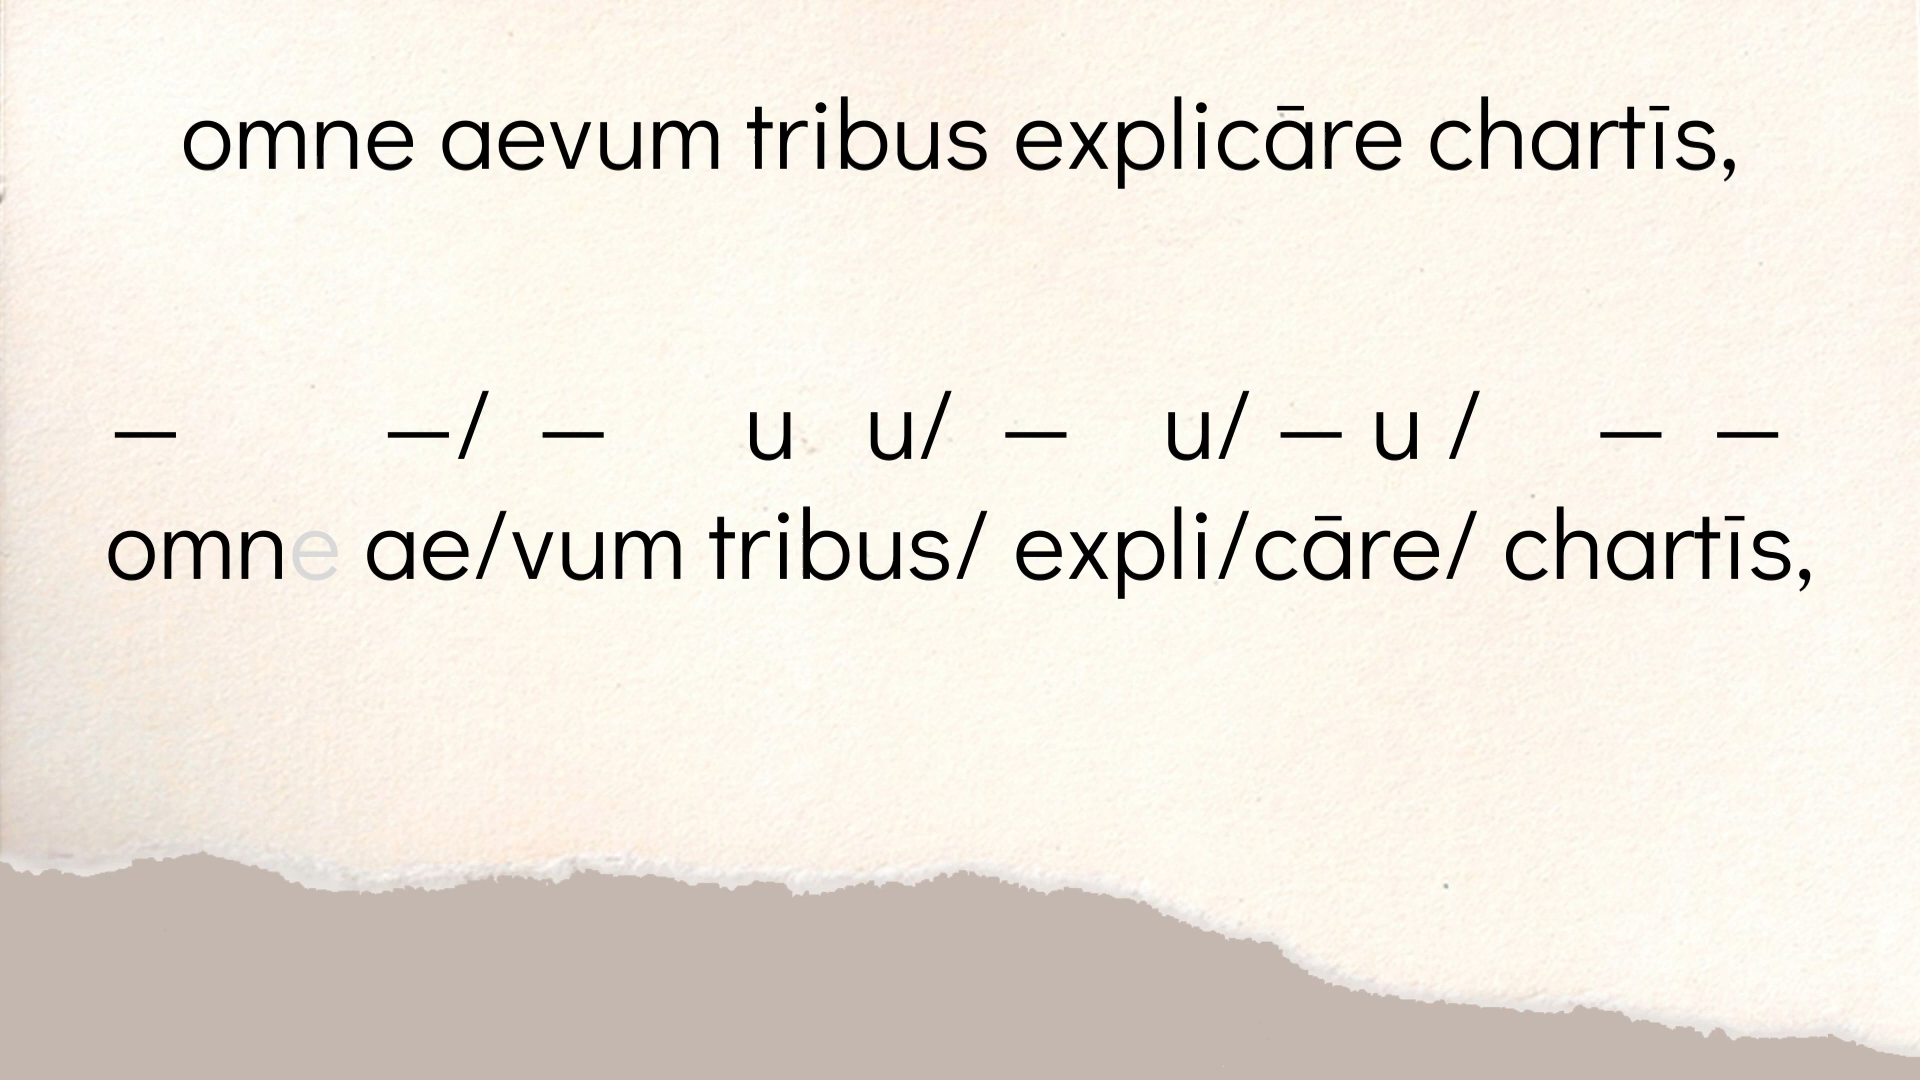 omne aevum tribus explicāre chartīs,
– –/ – u u/ – u/ – u / – –
omne ae/vum tribus/ expli/cāre/ chartīs,